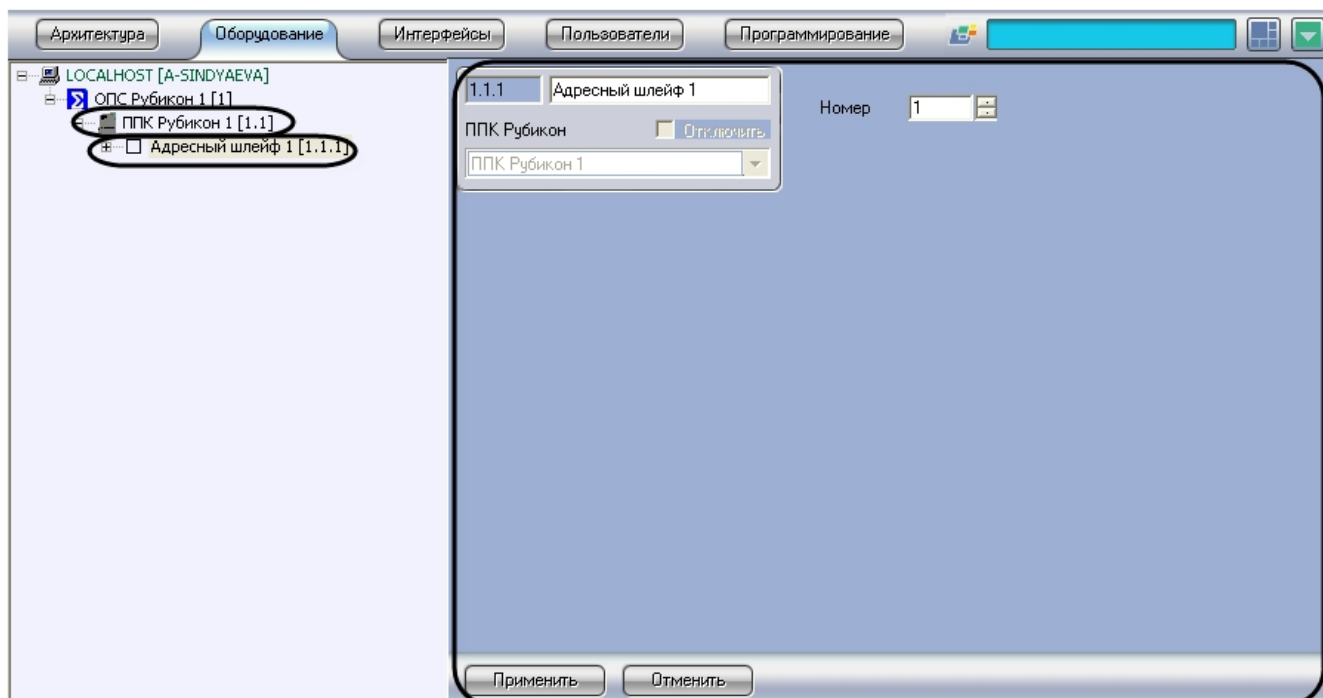 Архитектура Оборудование Интерфейсы Пользователи Программирование
LOCALHOST [A-SINDYAEVA]
ОПС Рубикон 1 [1]
ППК Рубикон 1 [1.1]
Адресный шлейф 1 [1.1.1]
1.1.1 Адресный шлейф 1
Номер 1
ППК Рубикон Отключить
ППК Рубикон 1
Применить Отменить